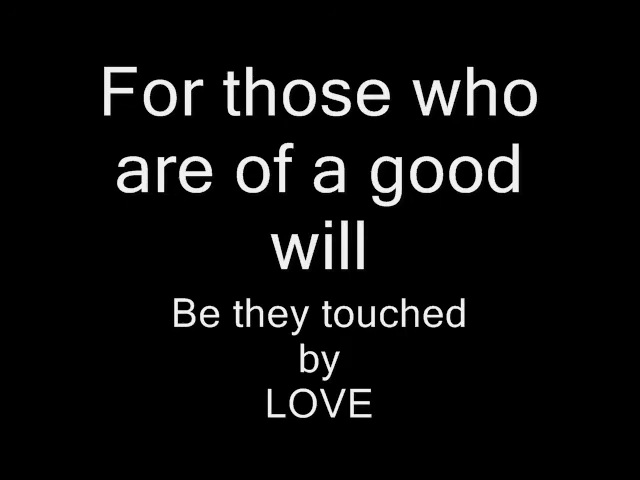 For those who
are of a good
will
Be they touched
by
LOVE